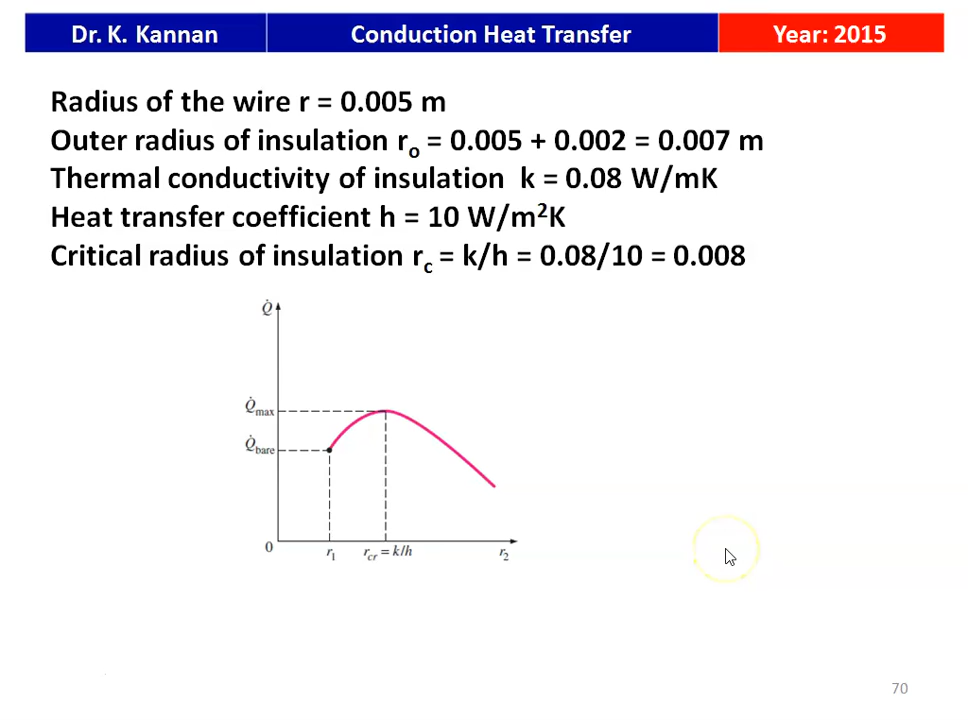 Dr. K. Kannan Conduction Heat Transfer Year: 2015
Radius of the wire r = 0.005 m
Outer radius of insulation rₒ = 0.005 + 0.002 = 0.007 m
Thermal conductivity of insulation k = 0.08 W/mK
Heat transfer coefficient h = 10 W/m²K
Critical radius of insulation r_c = k/h = 0.08/10 = 0.008
Q̇
Q̇max
Q̇bare
0 r₁ r_cr = k/h r₂
70